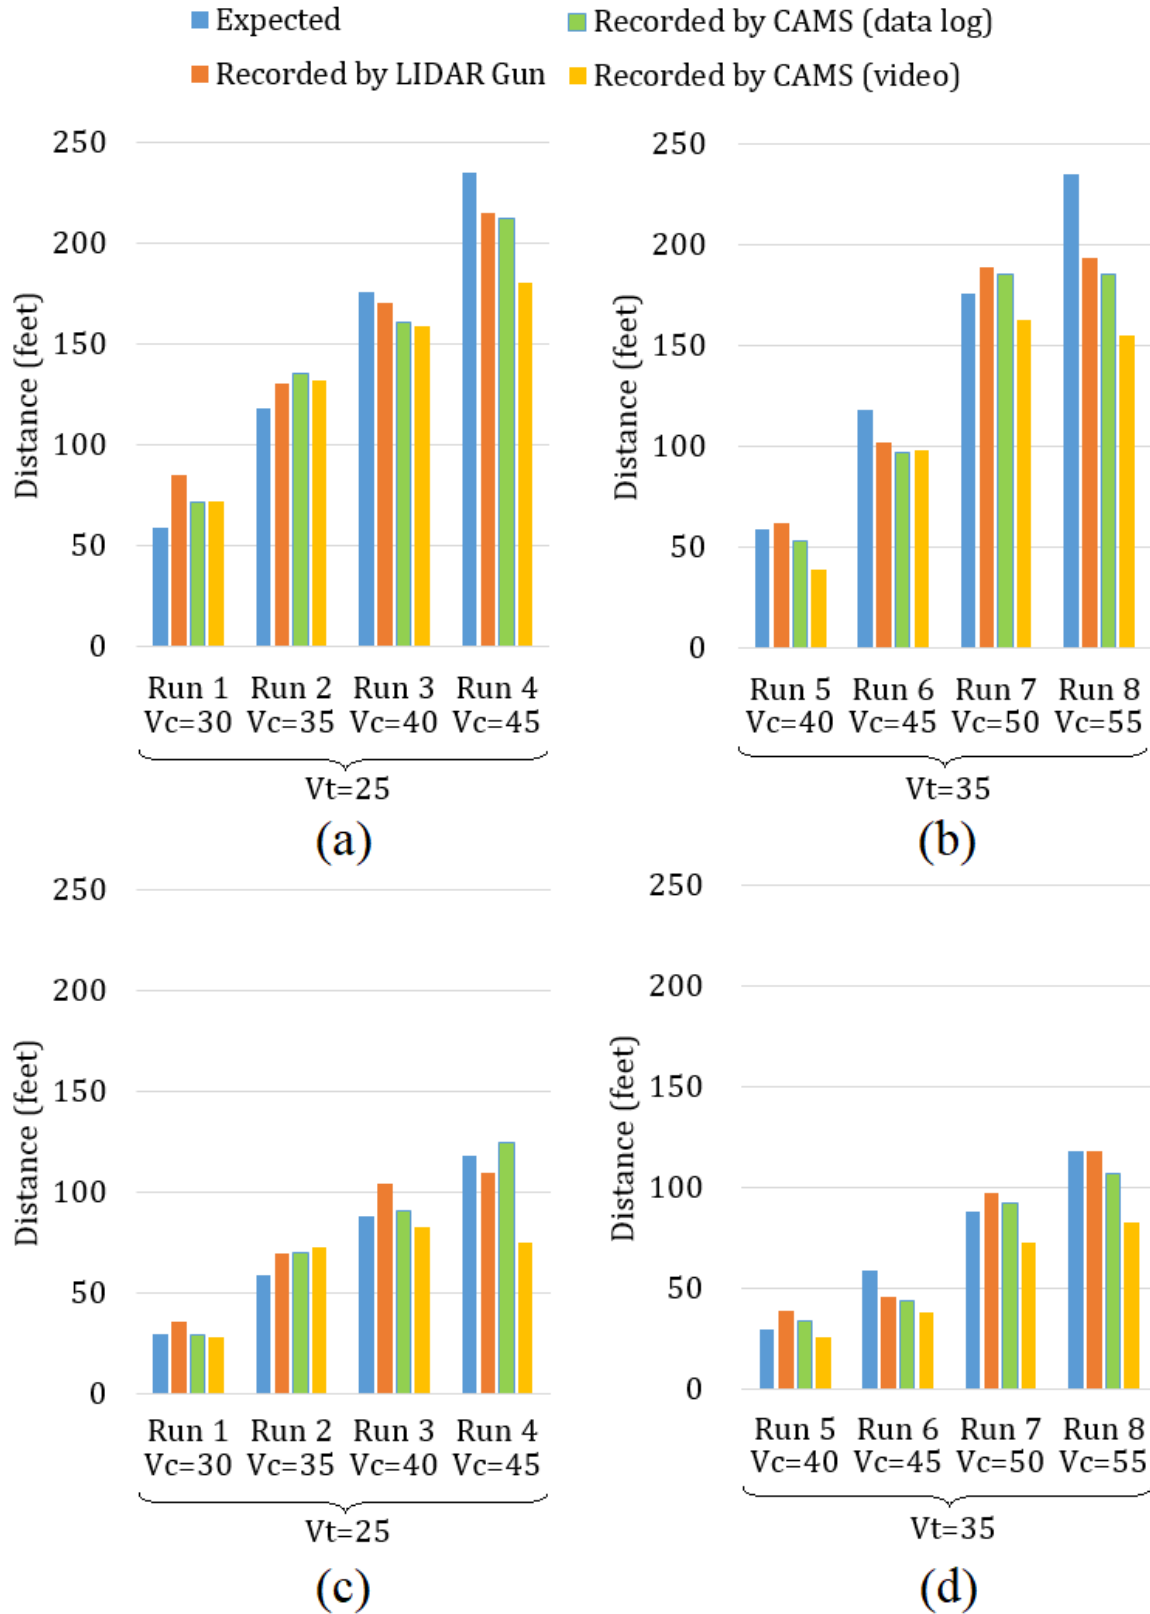 Expected
Recorded by CAMS (data log)
Recorded by LIDAR Gun
Recorded by CAMS (video)
250
200
150
100
50
0
Distance (feet)
Run 1 Run 2 Run 3 Run 4
Vc=30 Vc=35 Vc=40 Vc=45
Vt=25
(a)
250
200
150
100
50
0
Distance (feet)
Run 5 Run 6 Run 7 Run 8
Vc=40 Vc=45 Vc=50 Vc=55
Vt=35
(b)
250
200
150
100
50
0
Distance (feet)
Run 1 Run 2 Run 3 Run 4
Vc=30 Vc=35 Vc=40 Vc=45
Vt=25
(c)
250
200
150
100
50
0
Distance (feet)
Run 5 Run 6 Run 7 Run 8
Vc=40 Vc=45 Vc=50 Vc=55
Vt=35
(d)